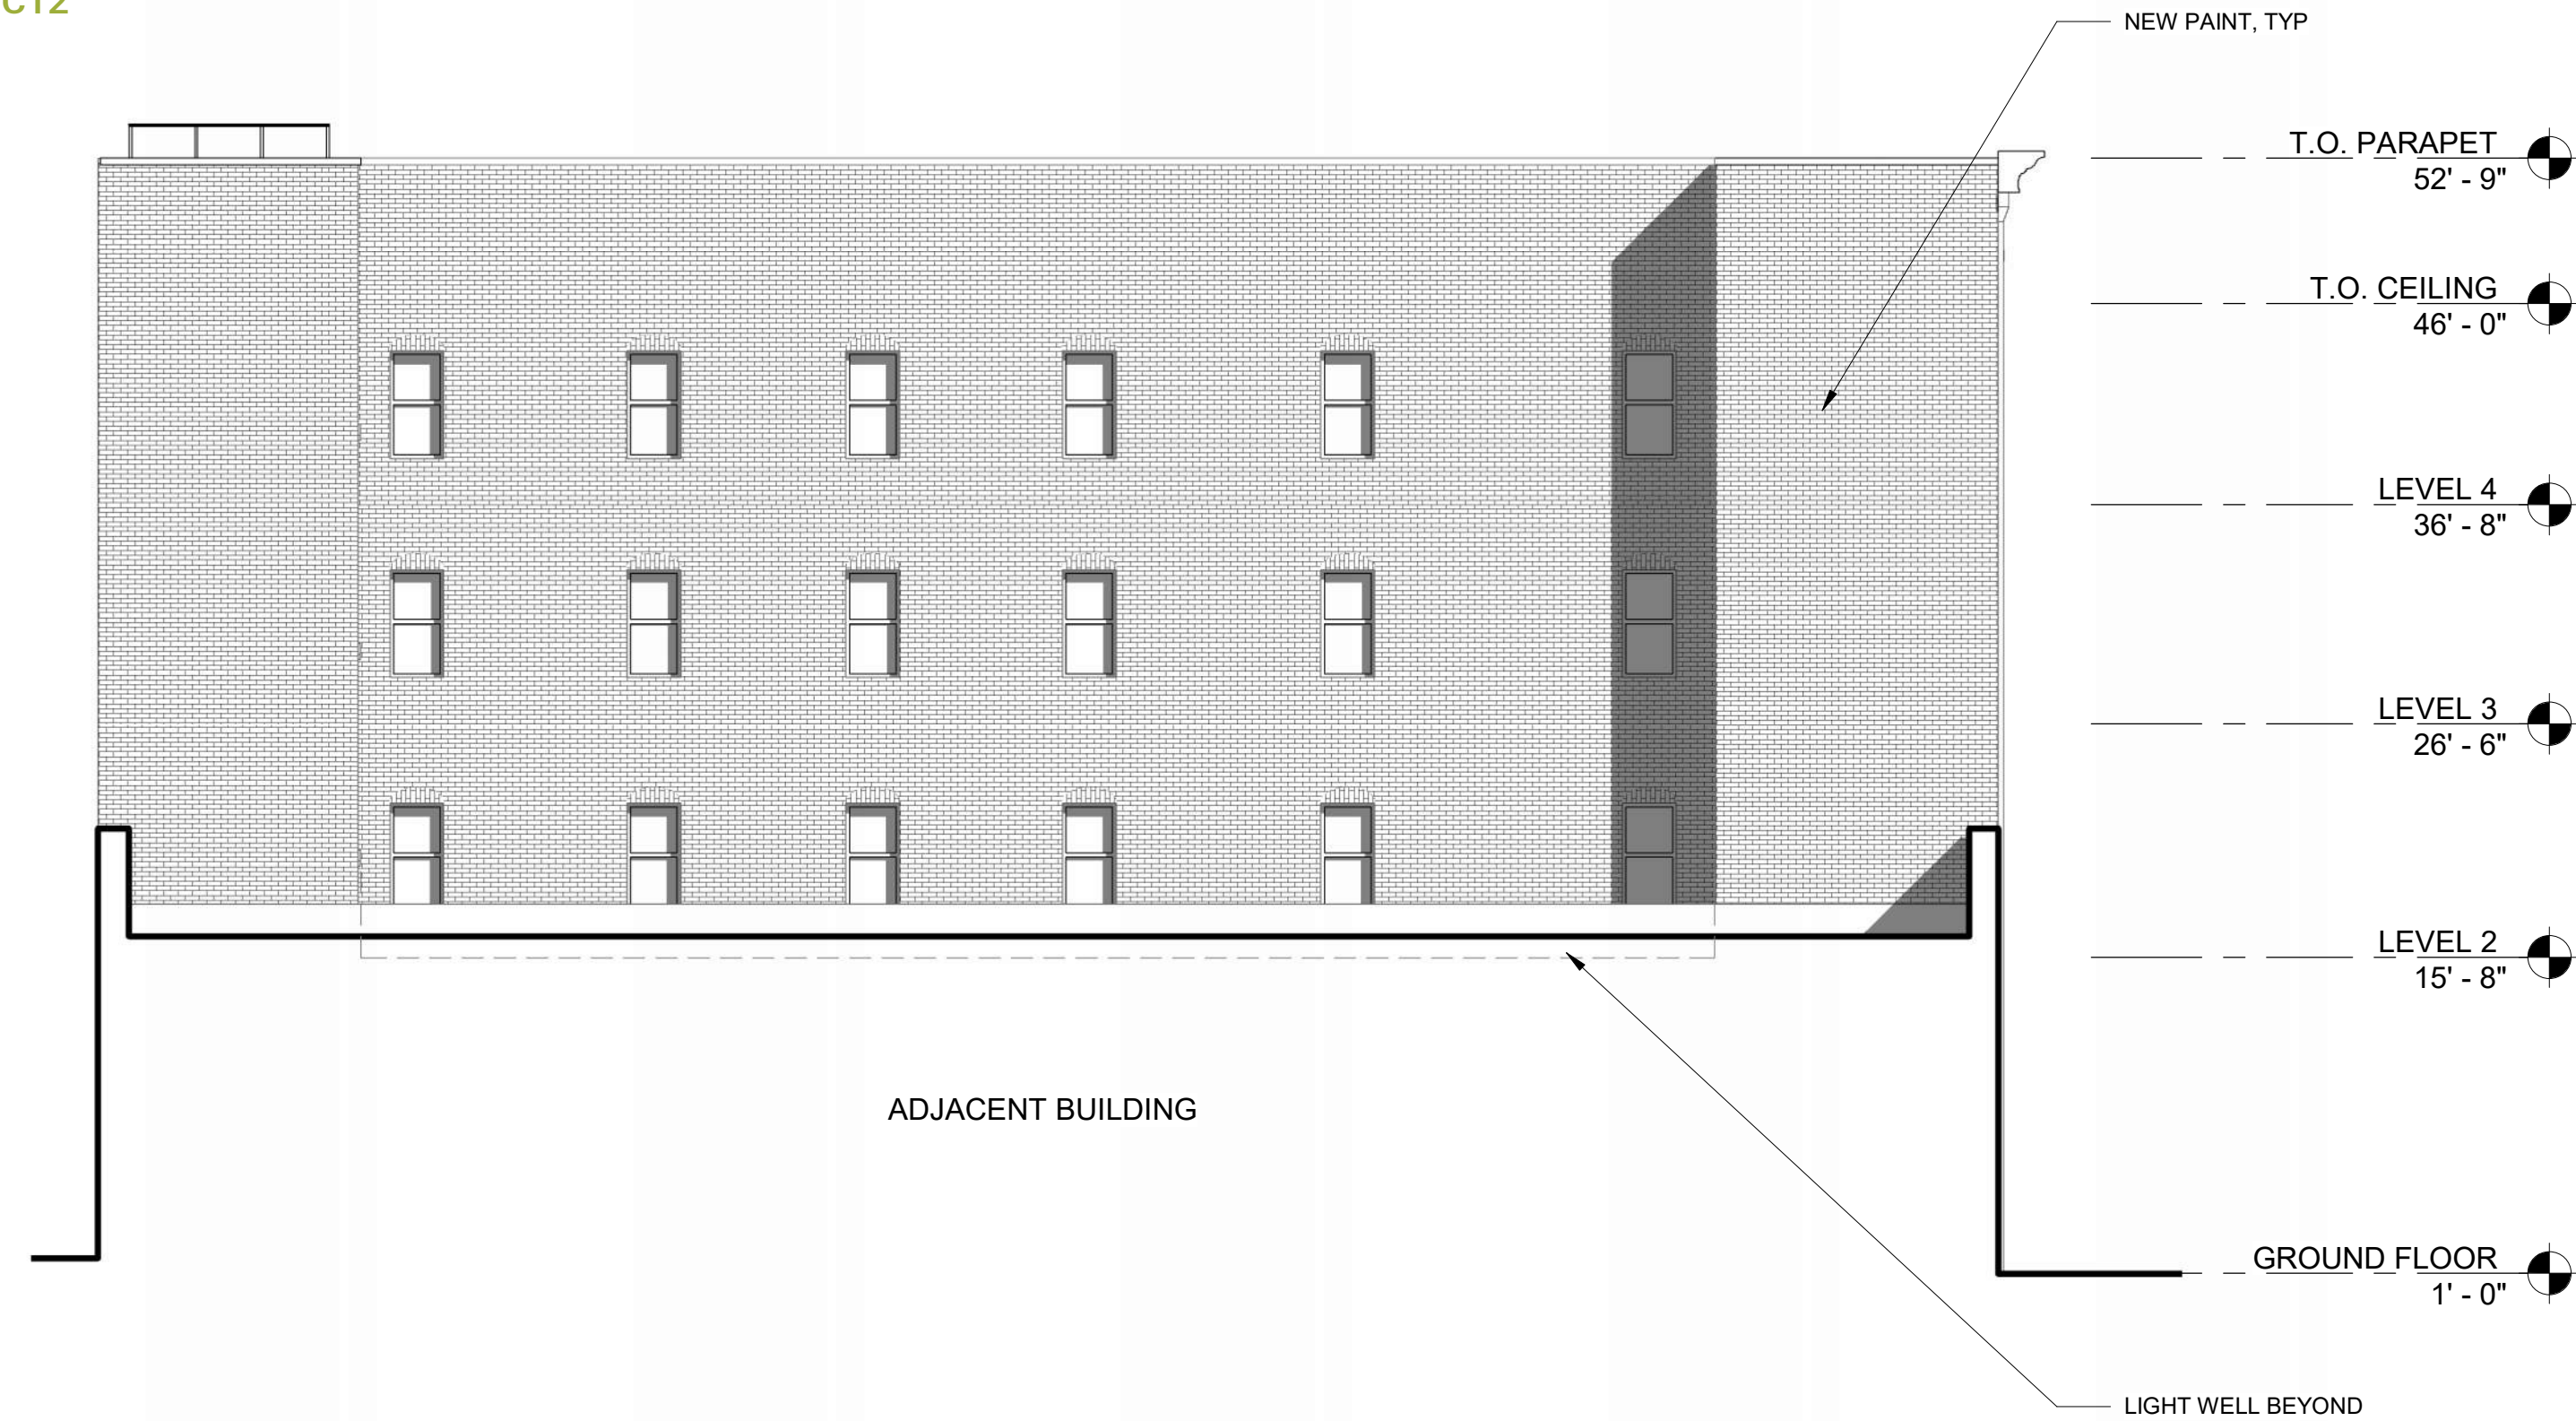 NEW PAINT, TYP
T.O. PARAPET
52' - 9"
T.O. CEILING
46' - 0"
LEVEL 4
36' - 8"
LEVEL 3
26' - 6"
LEVEL 2
15' - 8"
ADJACENT BUILDING
GROUND FLOOR
1' - 0"
LIGHT WELL BEYOND